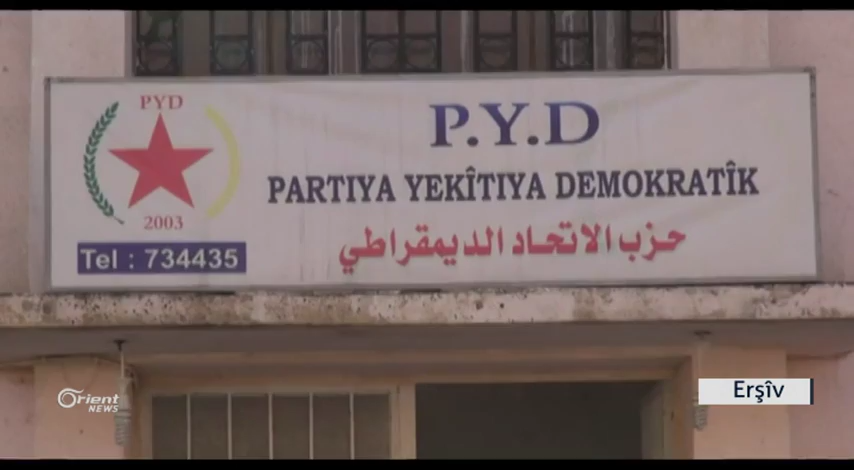 PYD
2003
Tel : 734435
P.Y.D
PARTIYA YEKÎTIYA DEMOKRATÎK
حزب الاتحاد الديمقراطي
Orient
NEWS
Erşîv